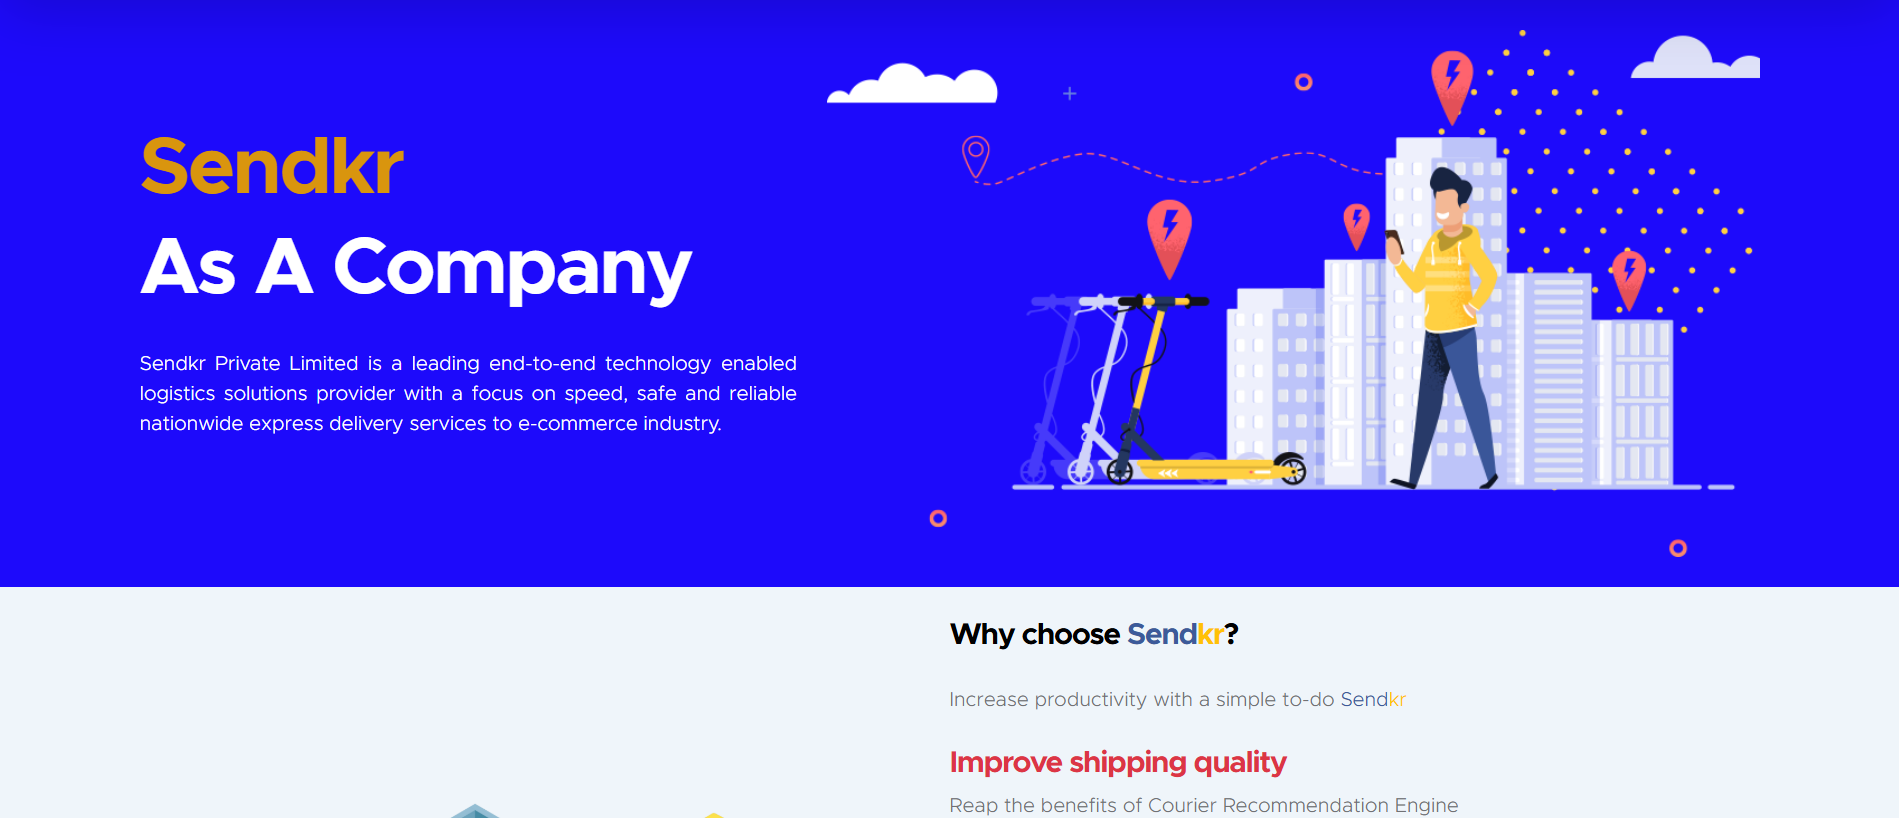 Sendkr
As A Company
Sendkr Private Limited is a leading end-to-end technology enabled
logistics solutions provider with a focus on speed, safe and reliable
nationwide express delivery services to e-commerce industry.
Why choose Sendkr?
Increase productivity with a simple to-do Sendkr
Improve shipping quality
Reap the benefits of Courier Recommendation Engine